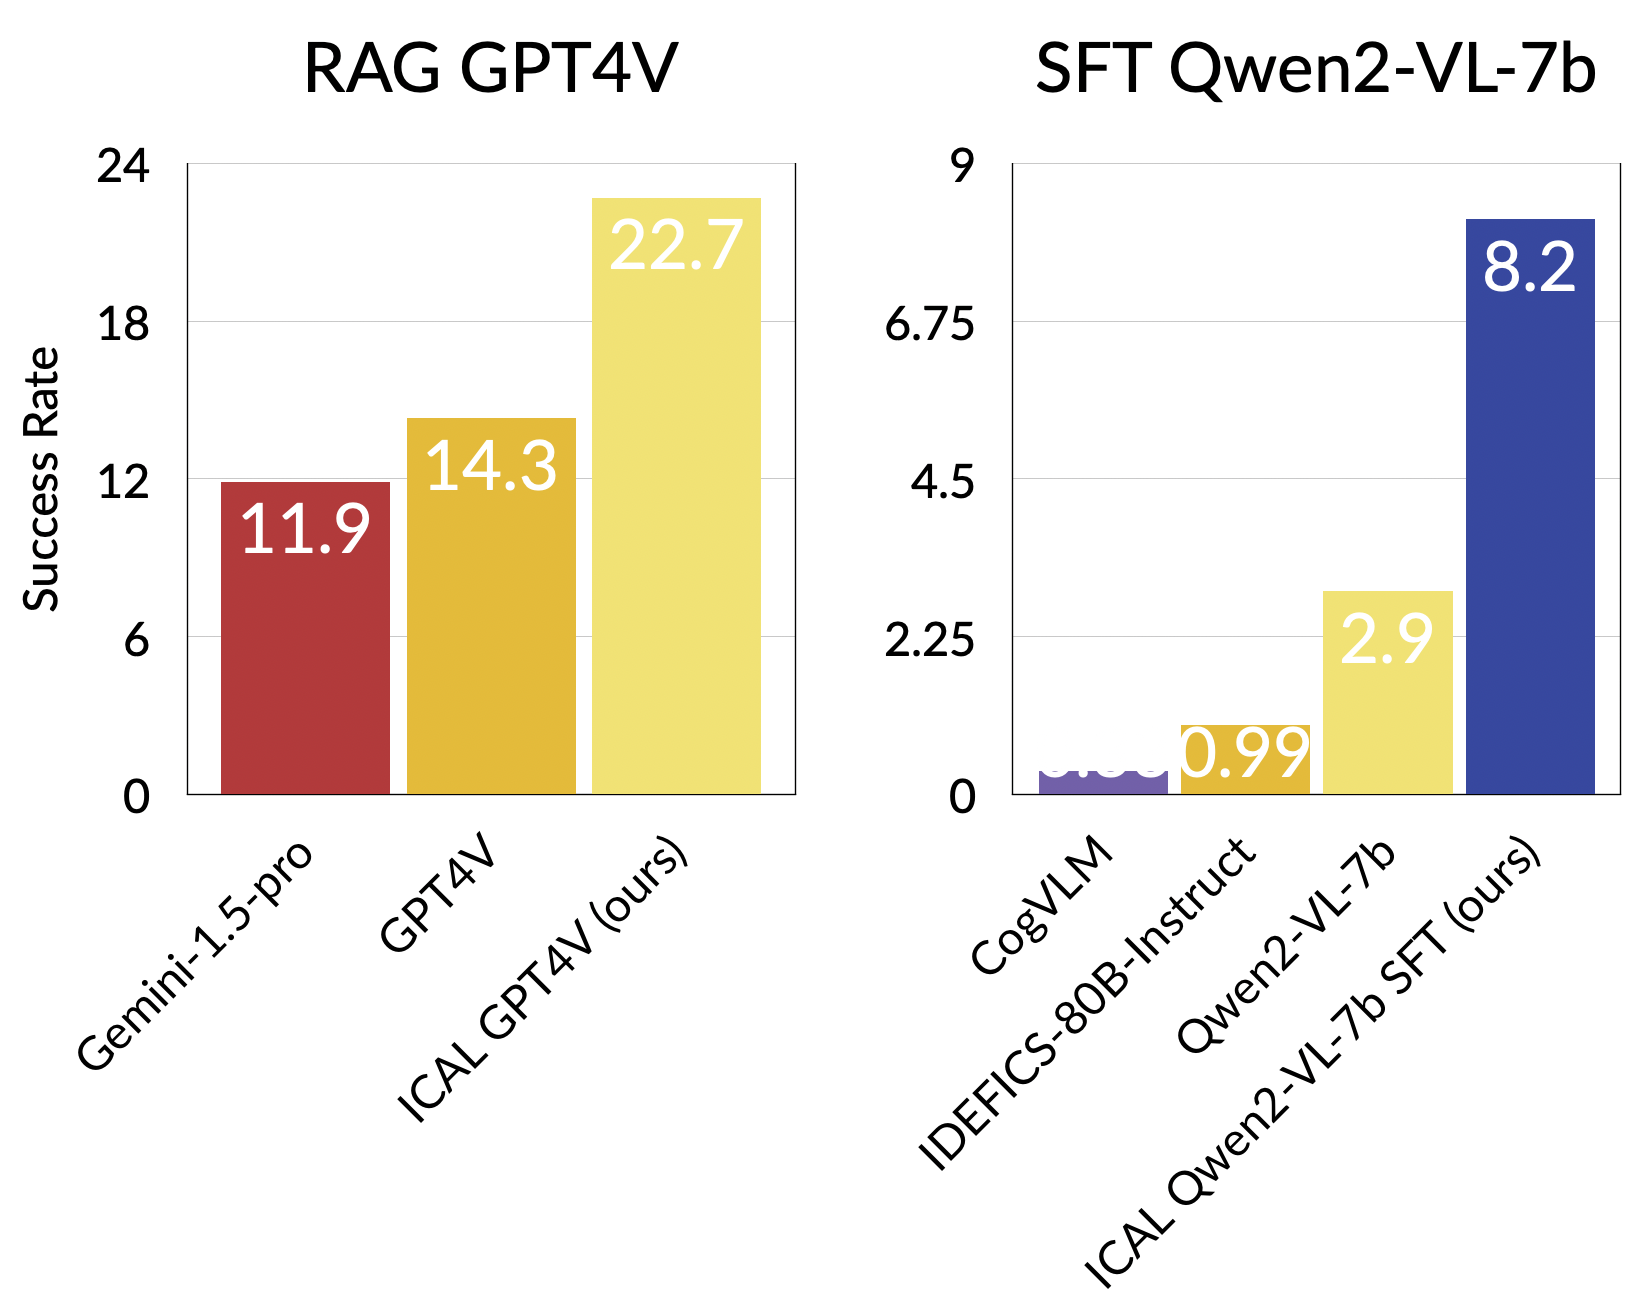 RAG GPT4V
Success Rate
24
18
12
6
0
11.9
14.3
22.7
Gemini-1.5-pro
GPT4V
ICAL GPT4V (ours)
SFT Qwen2-VL-7b
9
6.75
4.5
2.25
0
0.99
2.9
8.2
CogVLM
IDEFICS-80B-Instruct
Qwen2-VL-7b
ICAL Qwen2-VL-7b SFT (ours)